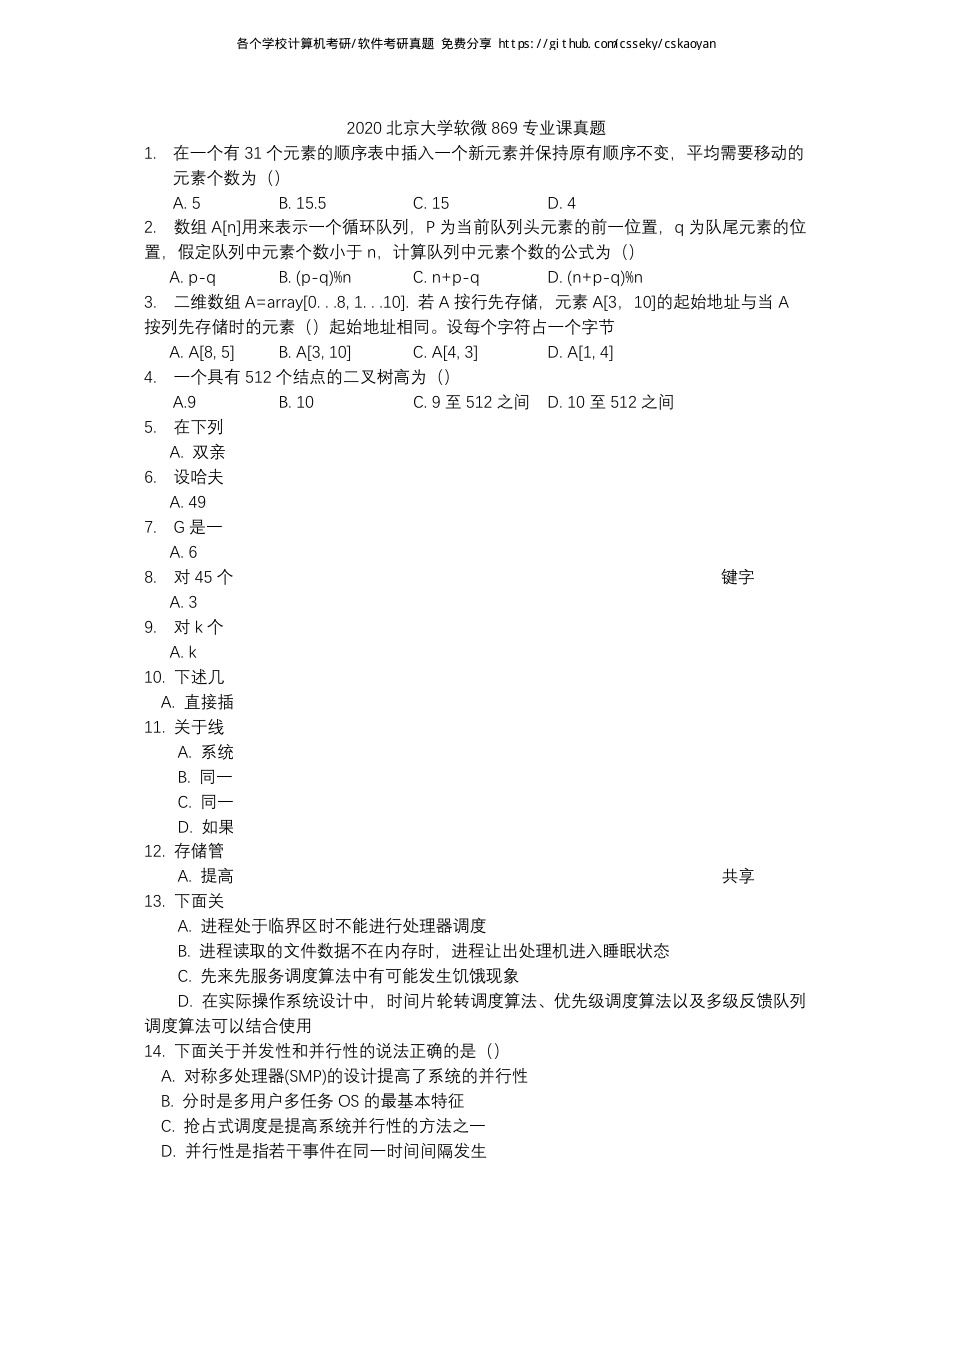 各个学校计算机考研/软件考研真题 免费分享 https://github.com/csseky/cskaoyan
2020 北京大学软微 869 专业课真题
1. 在一个有 31 个元素的顺序表中插入一个新元素并保持原有顺序不变，平均需要移动的
元素个数为（）
A. 5 B. 15.5 C. 15 D. 4
2. 数组 A[n]用来表示一个循环队列，P 为当前队列头元素的前一位置，q 为队尾元素的位
置，假定队列中元素个数小于 n，计算队列中元素个数的公式为（）
A. p-q B. (p-q)%n C. n+p-q D. (n+p-q)%n
3. 二维数组 A=array[0. . .8, 1. . .10]. 若 A 按行先存储，元素 A[3，10]的起始地址与当 A
按列先存储时的元素（）起始地址相同。设每个字符占一个字节
A. A[8, 5] B. A[3, 10] C. A[4, 3] D. A[1, 4]
4. 一个具有 512 个结点的二叉树高为（）
A.9 B. 10 C. 9 至 512 之间 D. 10 至 512 之间
5. 在下列
A. 双亲
6. 设哈夫
A. 49
7. G 是一
A. 6
8. 对 45 个 键字
A. 3
9. 对 k 个
A. k
10. 下述几
A. 直接插
11. 关于线
A. 系统
B. 同一
C. 同一
D. 如果
12. 存储管
A. 提高 共享
13. 下面关
A. 进程处于临界区时不能进行处理器调度
B. 进程读取的文件数据不在内存时，进程让出处理机进入睡眠状态
C. 先来先服务调度算法中有可能发生饥饿现象
D. 在实际操作系统设计中，时间片轮转调度算法、优先级调度算法以及多级反馈队列
调度算法可以结合使用
14. 下面关于并发性和并行性的说法正确的是（）
A. 对称多处理器(SMP)的设计提高了系统的并行性
B. 分时是多用户多任务 OS 的最基本特征
C. 抢占式调度是提高系统并行性的方法之一
D. 并行性是指若干事件在同一时间间隔发生